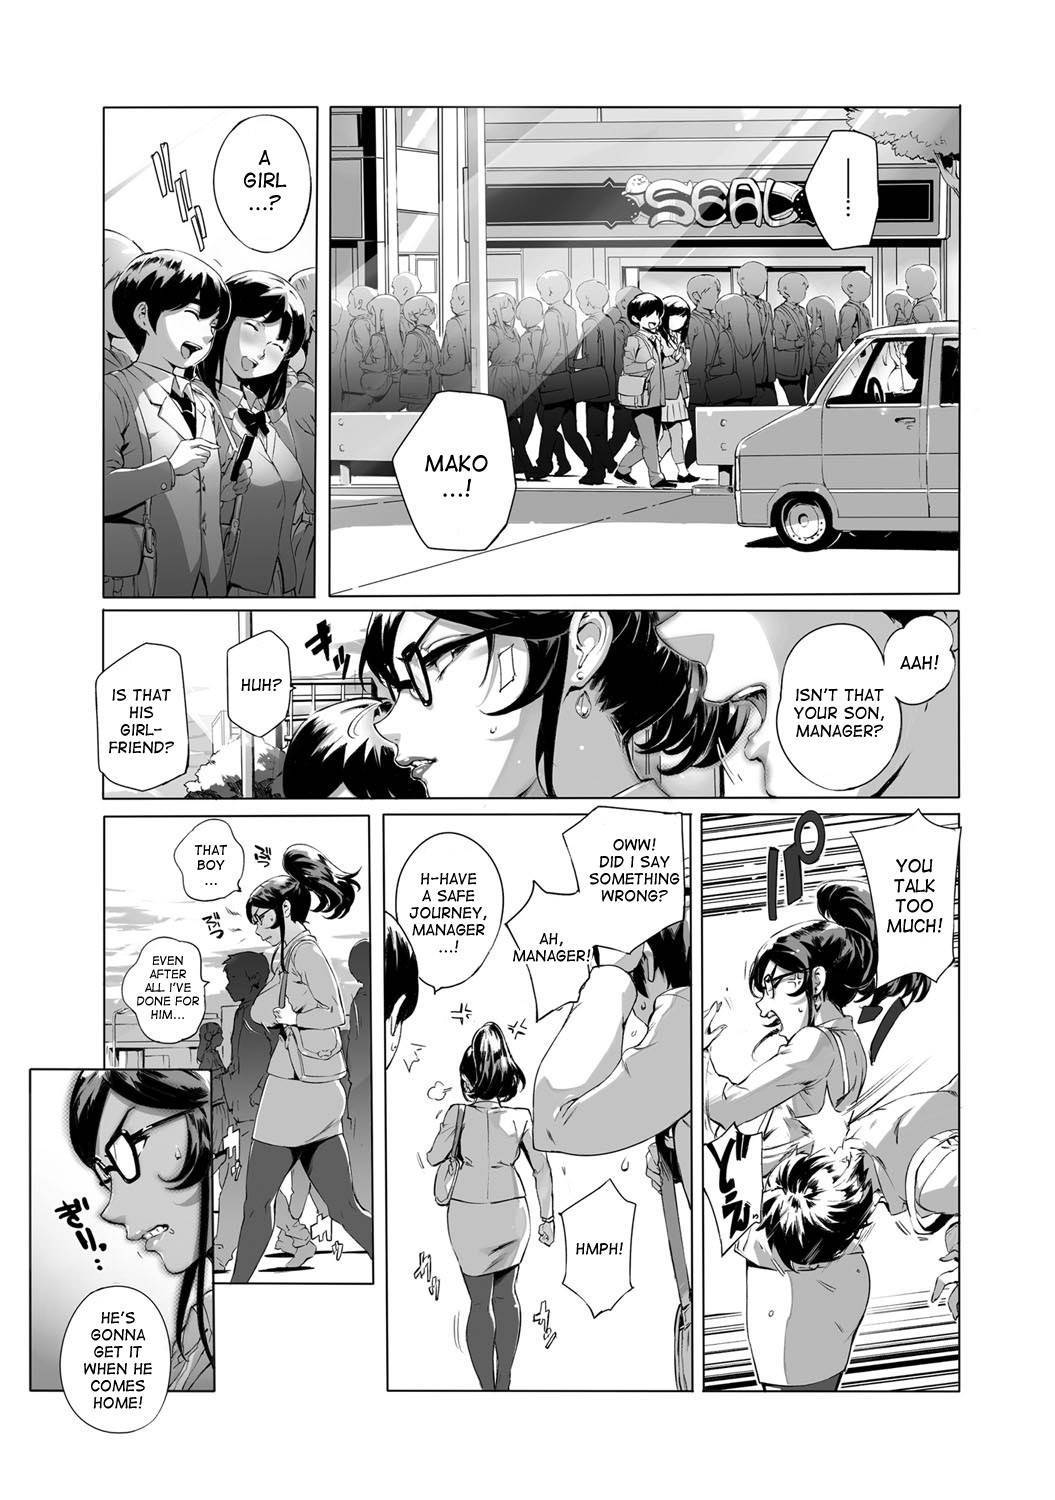 ………
SEAL
MAKO
...!
A
GIRL
...?
AAH!
ISN'T THAT
YOUR SON,
MANAGER?
HUH?
IS THAT
HIS
GIRL-
FRIEND?
YOU
TALK
TOO
MUCH!
OWW!
DID I SAY
SOMETHING
WRONG?
AH,
MANAGER!
H-HAVE
A SAFE
JOURNEY,
MANAGER
...!
HMPH!
THAT
BOY
...
EVEN
AFTER
ALL I'VE
DONE FOR
HIM...
HE'S
GONNA
GET IT
WHEN HE
COMES
HOME!